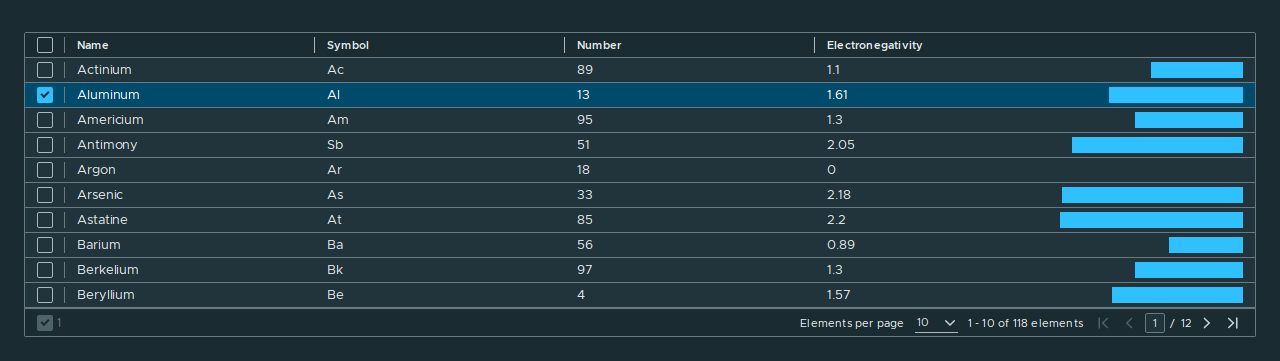 Name Symbol Number Electronegativity
Actinium Ac 89 1.1
Aluminum Al 13 1.61
Americium Am 95 1.3
Antimony Sb 51 2.05
Argon Ar 18 0
Arsenic As 33 2.18
Astatine At 85 2.2
Barium Ba 56 0.89
Berkelium Bk 97 1.3
Beryllium Be 4 1.57
1 Elements per page 10 1 - 10 of 118 elements 1 / 12